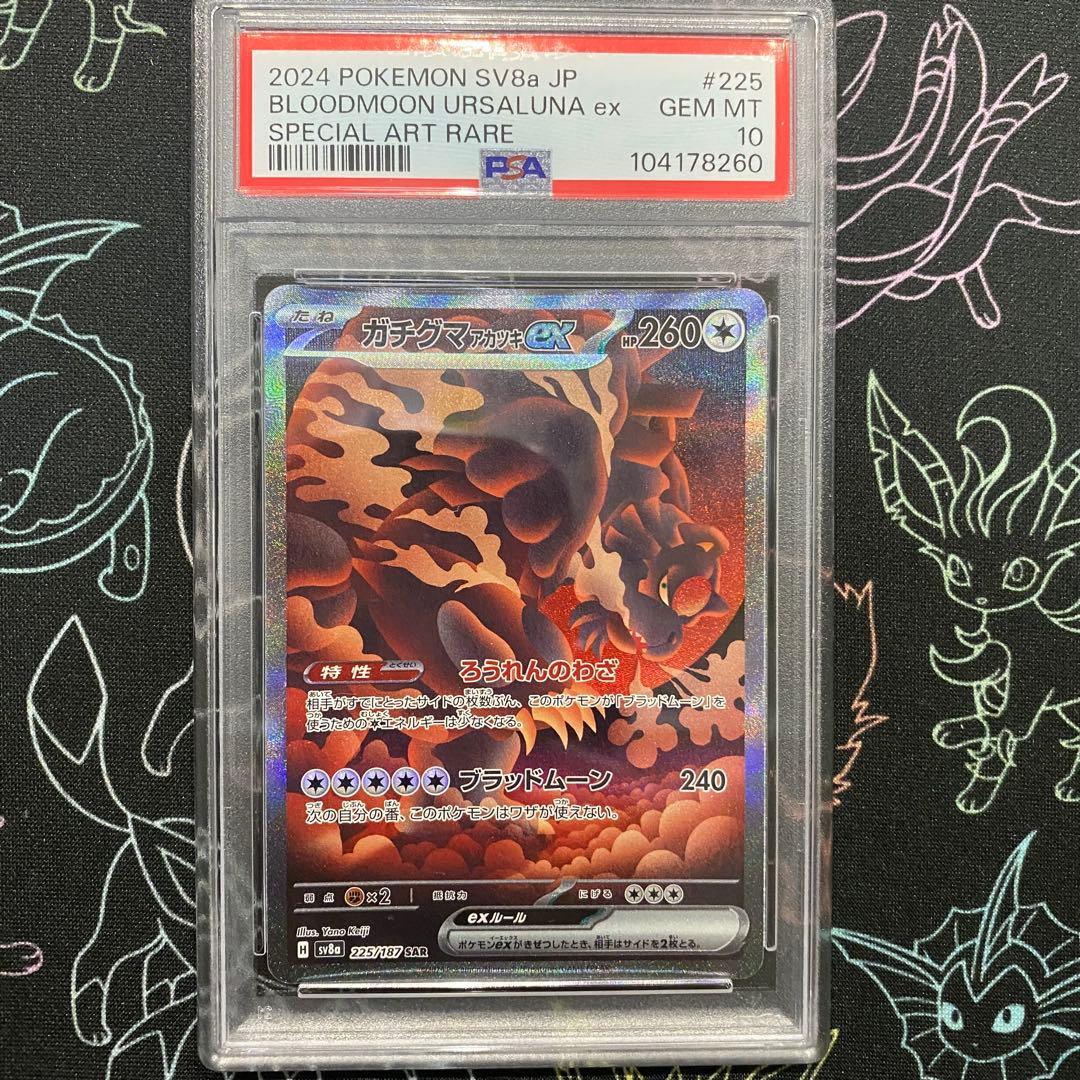 2024 POKEMON SV8a JP #225
BLOODMOON URSALUNA ex GEM MT
SPECIAL ART RARE 10
PSA 104178260
たね ガチグマ アカツキ ex HP260
特性 とくせい ろうれんのわざ
相手がすでにとったサイドの枚数ぶん、このポケモンが「ブラッドムーン」を
使うための無エネルギーは少なくなる。
ブラッドムーン 240
次の自分の番、このポケモンはワザが使えない。
弱点 ×2 抵抗力 にげる
exルール
ポケモンexがきぜつしたとき、相手はサイドを2枚とる。
Illus. Yano Keiji
H sv8a 225/187 SAR